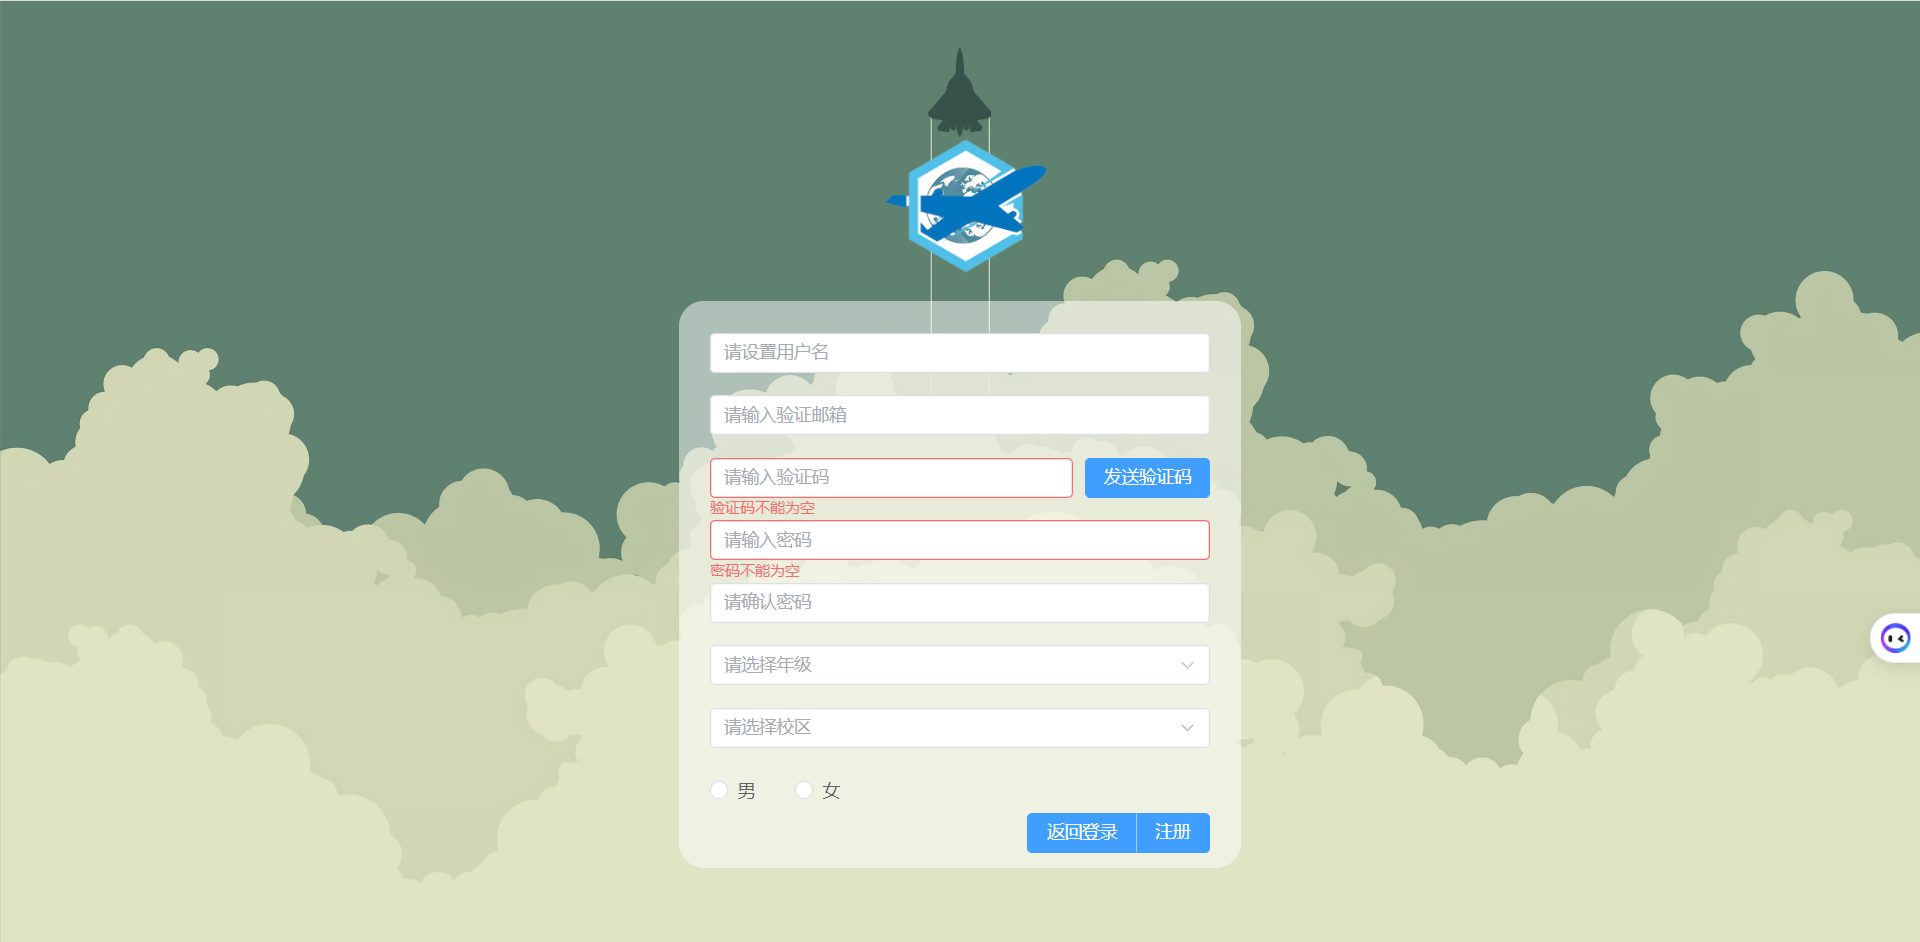 请设置用户名
请输入验证邮箱
请输入验证码 发送验证码
验证码不能为空
请输入密码
密码不能为空
请确认密码
请选择年级
请选择校区
男 女
返回登录 注册